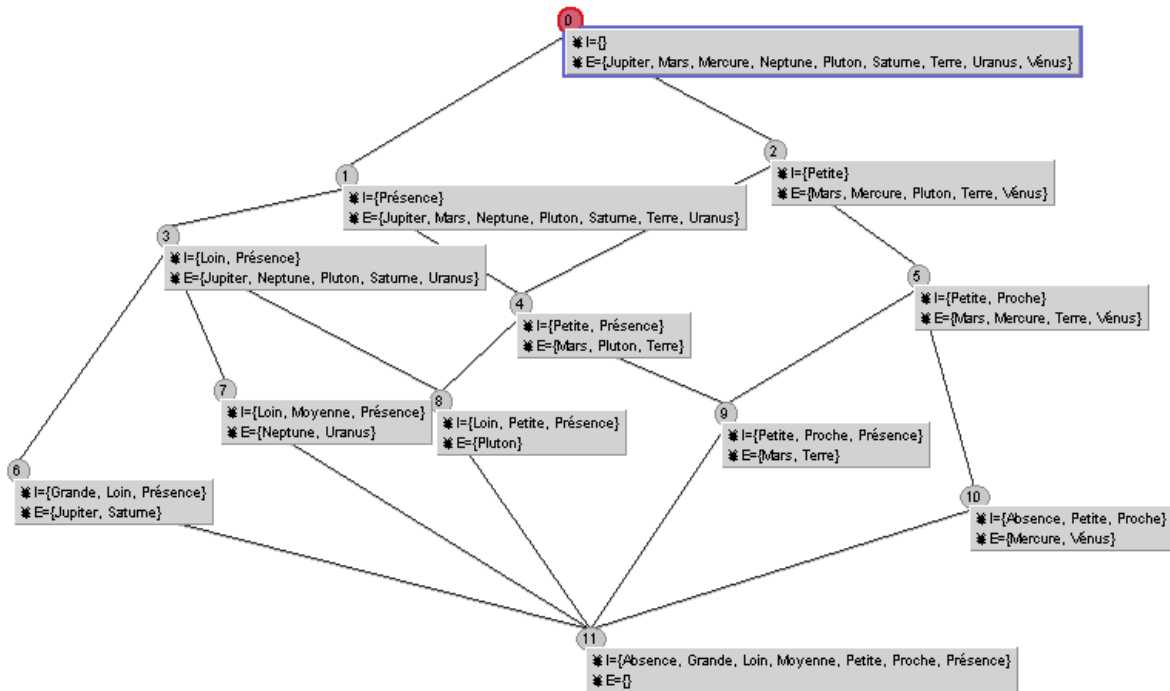 0
I={}
E={Jupiter, Mars, Mercure, Neptune, Pluton, Saturne, Terre, Uranus, Vénus}
1
I={Présence}
E={Jupiter, Mars, Neptune, Pluton, Saturne, Terre, Uranus}
2
I={Petite}
E={Mars, Mercure, Pluton, Terre, Vénus}
3
I={Loin, Présence}
E={Jupiter, Neptune, Pluton, Saturne, Uranus}
4
I={Petite, Présence}
E={Mars, Pluton, Terre}
5
I={Petite, Proche}
E={Mars, Mercure, Terre, Vénus}
7
I={Loin, Moyenne, Présence}
E={Neptune, Uranus}
8
I={Loin, Petite, Présence}
E={Pluton}
9
I={Petite, Proche, Présence}
E={Mars, Terre}
6
I={Grande, Loin, Présence}
E={Jupiter, Saturne}
10
I={Absence, Petite, Proche}
E={Mercure, Vénus}
11
I={Absence, Grande, Loin, Moyenne, Petite, Proche, Présence}
E={}